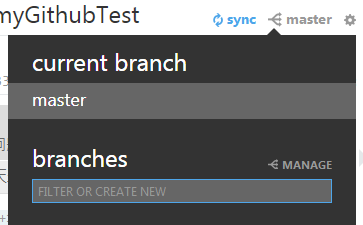 myGithubTest
sync
master
current branch
master
branches
MANAGE
FILTER OR CREATE NEW